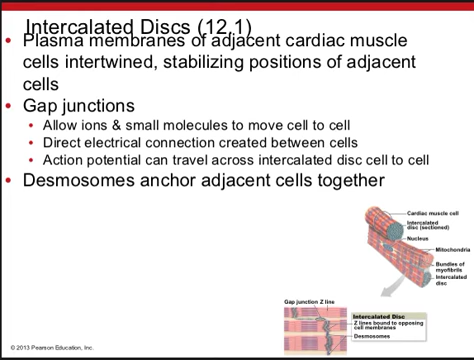 Intercalated Discs (12.1)
• Plasma membranes of adjacent cardiac muscle
cells intertwined, stabilizing positions of adjacent
cells
• Gap junctions
• Allow ions & small molecules to move cell to cell
• Direct electrical connection created between cells
• Action potential can travel across intercalated disc cell to cell
• Desmosomes anchor adjacent cells together
Cardiac muscle cell
Intercalated
disc (sectioned)
Nucleus
Mitochondria
Bundles of
myofibrils
Intercalated
disc
Gap junction Z line
Intercalated Disc
Z lines bound to opposing
cell membranes
Desmosomes
© 2013 Pearson Education, Inc.